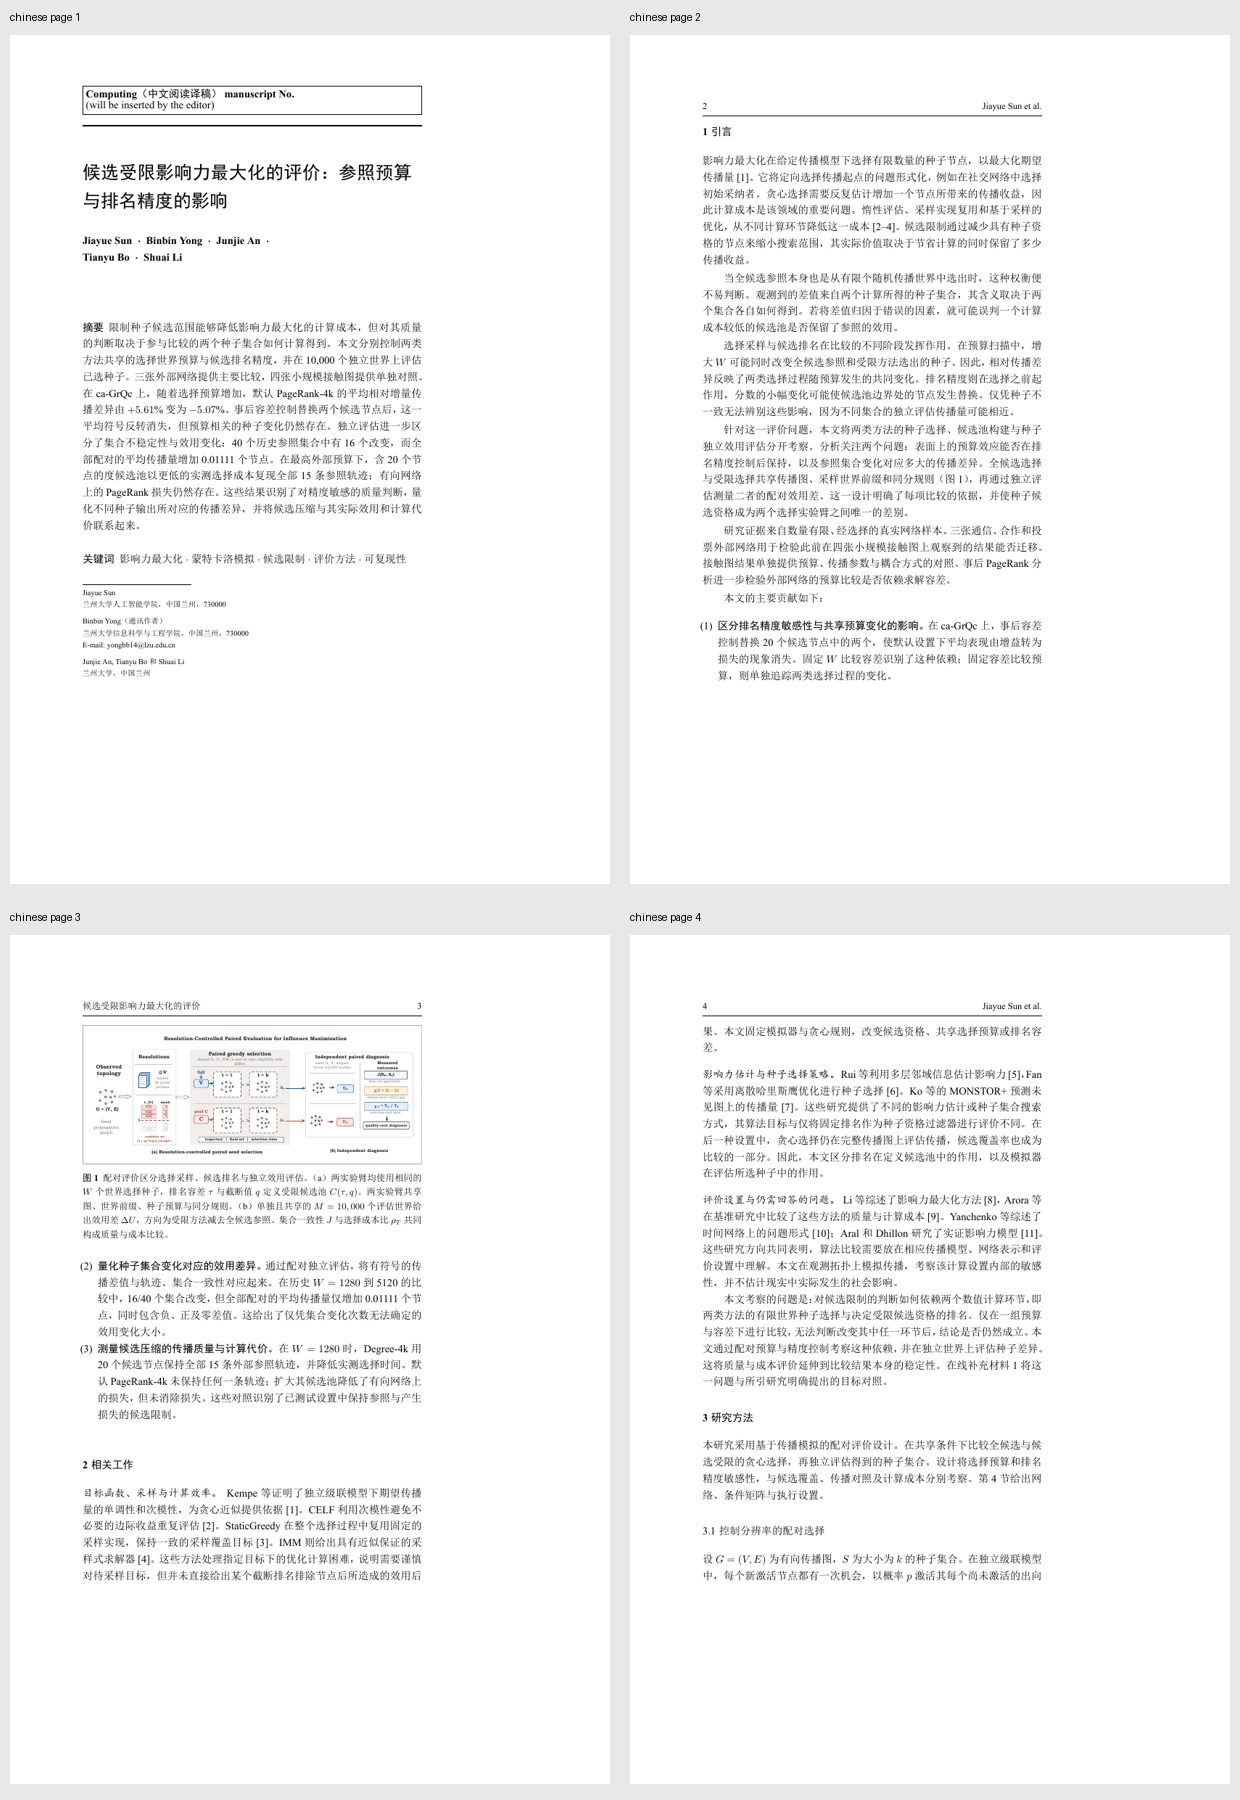 chinese page 1
Computing（中文阅读译稿） manuscript No.
(will be inserted by the editor)
候选受限影响力最大化的评价：参照预算
与排名精度的影响
Jiayue Sun · Binbin Yong · Junjie An ·
Tianyu Bo · Shuai Li
摘要 限制种子候选范围能够降低影响力最大化的计算成本，但对其质量
的判断取决于参与比较的两个种子集合如何计算得到。本文分别控制两类
方法共享的选择世界预算与候选排名精度，并在 10,000 个独立世界上评估
已选种子。三张外部网络提供主要比较，四张小规模接触图提供单独对照。
在 ca-GrQc 上，随着选择预算增加，默认 PageRank-4k 的平均相对增量传
播差异由 +5.61% 变为 −5.07%。事后容差控制替换两个候选节点后，这一
平均符号反转消失，但预算相关的种子变化仍然存在。独立评估进一步区
分了集合不稳定性与效用变化：40 个历史参照集合中有 16 个改变，而全
部配对的平均传播量增加 0.01111 个节点。在最高外部预算下，含 20 个节
点的度候选池以更低的实测选择成本复现全部 15 条参照轨迹；有向网络
上的 PageRank 损失仍然存在。这些结果识别了对精度敏感的质量判断，量
化不同种子输出所对应的传播差异，并将候选压缩与其实际效用和计算代
价联系起来。
关键词 影响力最大化 · 蒙特卡洛模拟 · 候选限制 · 评价方法 · 可复现性
Jiayue Sun
兰州大学人工智能学院，中国兰州，730000
Binbin Yong（通讯作者）
兰州大学信息科学与工程学院，中国兰州，730000
E-mail: yongbb14@lzu.edu.cn
Junjie An, Tianyu Bo 和 Shuai Li
兰州大学，中国兰州
chinese page 2
2 Jiayue Sun et al.
1 引言
影响力最大化在给定传播模型下选择有限数量的种子节点，以最大化期望
传播量 [1]。它将定向选择传播起点的问题形式化，例如在社交网络中选择
初始采纳者。贪心选择需要反复估计增加一个节点所带来的传播收益，因
此计算成本是该领域的重要问题。惰性评估、采样实现复用和基于采样的
优化，从不同计算环节降低这一成本 [2–4]。候选限制通过减少具有种子资
格的节点来缩小搜索范围，其实际价值取决于节省计算的同时保留了多少
传播收益。
当全候选参照本身也是从有限个随机传播世界中选出时，这种权衡便
不易判断。观测到的差值来自两个计算所得的种子集合，其含义取决于两
个集合各自如何得到。若将差值归因于错误的因素，就可能误判一个计算
成本较低的候选池是否保留了参照的效用。
选择采样与候选排名在比较的不同阶段发挥作用。在预算扫描中，增
大 W 可能同时改变全候选参照和受限方法选出的种子。因此，相对传播差
异反映了两类选择过程随预算发生的共同变化。排名精度则在选择之前起
作用，分数的小幅变化可能使候选池边界处的节点发生替换。仅凭种子不
一致无法辨别这些影响，因为不同集合的独立评估传播量可能相近。
针对这一评价问题，本文将两类方法的种子选择、候选池构建与种子
独立效用评估分开考察。分析关注两个问题：表面上的预算效应能否在排
名精度控制后保持，以及参照集合变化对应多大的传播差异。全候选选择
与受限选择共享传播图、采样世界前缀和同分规则（图 1），再通过独立评
估测量二者的配对效用差。这一设计明确了每项比较的依据，并使种子候
选资格成为两个选择实验臂之间唯一的差别。
研究证据来自数量有限、经选择的真实网络样本。三张通信、合作和投
票外部网络用于检验此前在四张小规模接触图上观察到的结果能否迁移。
接触图结果单独提供预算、传播参数与耦合方式的对照。事后 PageRank 分
析进一步检验外部网络的预算比较是否依赖求解容差。
本文的主要贡献如下：
(1) 区分排名精度敏感性与共享预算变化的影响。在 ca-GrQc 上，事后容差
控制替换 20 个候选节点中的两个，使默认设置下平均表现由增益转为
损失的现象消失。固定 W 比较容差识别了这种依赖；固定容差比较预
算，则单独追踪两类选择过程的变化。
chinese page 3
候选受限影响力最大化的评价 3
Resolution-Controlled Paired Evaluation for Influence Maximization
Observed
topology
G = (V, E)
Resolutions
Paired greedy selection
Independent paired diagnosis
Measured
outcomes
quality-cost diagnosis
(a) Resolution-controlled paired seed selection
(b) Independent diagnosis
图 1 配对评价区分选择采样、候选排名与独立效用评估。（a）两实验臂均使用相同的
W 个世界选择种子，排名容差 τ 与截断值 q 定义受限候选池 C(τ, q)。两实验臂共享
图、世界前缀、种子预算与同分规则。（b）单独且共享的 M = 10,000 个评估世界给
出效用差 ΔU，方向为受限方法减去全候选参照。集合一致性 J 与选择成本比 ρT 共同
构成质量与成本比较。
(2) 量化种子集合变化对应的效用差异。通过配对独立评估，将有符号的传
播差值与轨迹、集合一致性对应起来。在历史 W = 1280 到 5120 的比
较中，16/40 个集合改变，但全部配对的平均传播量仅增加 0.01111 个节
点，同时包含负、正及零差值。这给出了仅凭集合变化次数无法确定的
效用变化大小。
(3) 测量候选压缩的传播质量与计算代价。在 W = 1280 时，Degree-4k 用
20 个候选节点保持全部 15 条外部参照轨迹，并降低实测选择时间。默
认 PageRank-4k 未保持任何一条轨迹；扩大其候选池降低了有向网络上
的损失，但未消除损失。这些对照识别了已测试设置中保持参照与产生
损失的候选限制。
2 相关工作
目标函数、采样与计算效率。 Kempe 等证明了独立级联模型下期望传播
量的单调性和次模性，为贪心近似提供依据 [1]。CELF 利用次模性避免不
必要的边际收益重复评估 [2]。StaticGreedy 在整个选择过程中复用固定的
采样实现，保持一致的采样覆盖目标 [3]。IMM 则给出具有近似保证的采
样式求解器 [4]。这些方法处理指定目标下的优化计算困难，说明需要谨慎
对待采样目标，但并未直接给出某个截断排名排除节点后所造成的效用后
chinese page 4
4 Jiayue Sun et al.
果。本文固定模拟器与贪心规则，改变候选资格、共享选择预算或排名容
差。
影响力估计与种子选择策略。 Rui 等利用多层邻域信息估计影响力 [5]，Fan
等采用离散哈里斯鹰优化进行种子选择 [6]。Ko 等的 MONSTOR+ 预测未
见图上的传播量 [7]。这些研究提供了不同的影响力估计或种子集合搜索
方式，其算法目标与仅将固定排名作为种子资格过滤器进行评价不同。在
后一种设置中，贪心选择仍在完整传播图上评估传播，候选覆盖率也成为
比较的一部分。因此，本文区分排名在定义候选池中的作用，以及模拟器
在评估所选种子中的作用。
评价设置与仍需回答的问题。 Li 等综述了影响力最大化方法 [8]，Arora 等
在基准研究中比较了这些方法的质量与计算成本 [9]。Yanchenko 等综述了
时间网络上的问题形式 [10]；Aral 和 Dhillon 研究了实证影响力模型 [11]。
这些研究方向共同表明，算法比较需要放在相应传播模型、网络表示和评
价设置中理解。本文在观测拓扑上模拟传播，考察该计算设置内部的敏感
性，并不估计现实中实际发生的社会影响。
本文考察的问题是：对候选限制的判断如何依赖两个数值计算环节，即
两类方法的有限世界种子选择与决定受限候选资格的排名。仅在一组预算
与容差下进行比较，无法判断改变其中任一环节后，结论是否仍然成立。本
文通过配对预算与精度控制考察这种依赖，并在独立世界上评估种子差异。
这将质量与成本评价延伸到比较结果本身的稳定性。在线补充材料 1 将这
一问题与所引研究明确提出的目标对照。
3 研究方法
本研究采用基于传播模拟的配对评价设计。在共享条件下比较全候选与候
选受限的贪心选择，再独立评估得到的种子集合。设计将选择预算和排名
精度敏感性，与候选覆盖、传播对照及计算成本分别考察。第 4 节给出网
络、条件矩阵与执行设置。
3.1 控制分辨率的配对选择
设 G = (V, E) 为有向传播图，S 为大小为 k 的种子集合。在独立级联模型
中，每个新激活节点都有一次机会，以概率 p 激活其每个尚未激活的出向